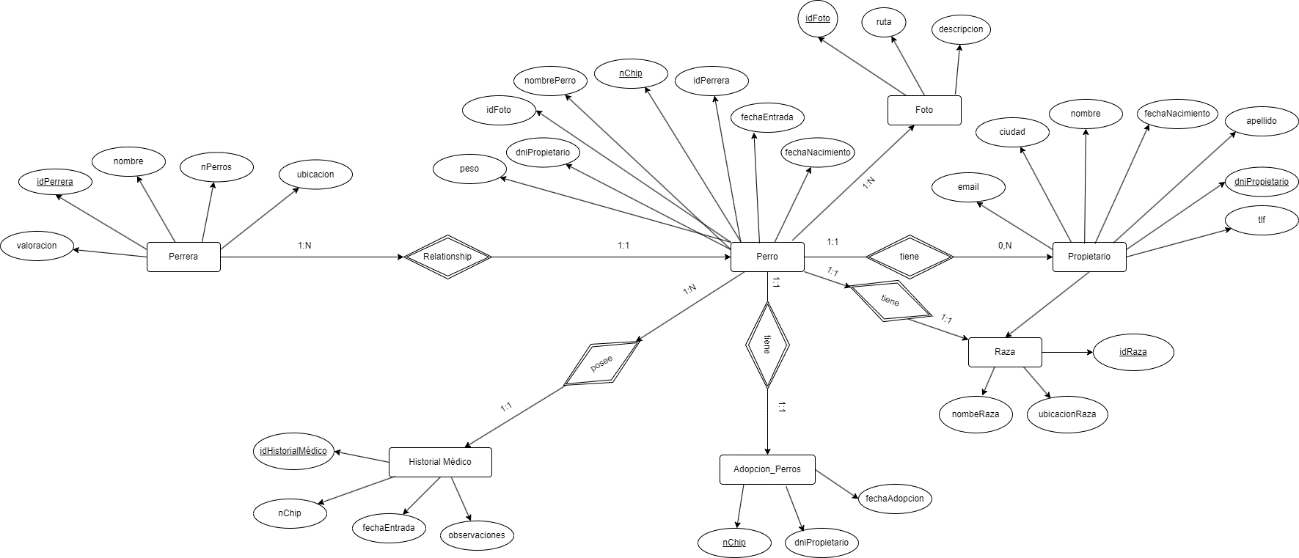 idFoto
ruta
descripcion
nombrePerro
nChip
idPerrera
idFoto
fechaEntrada
Foto
nombre
fechaNacimiento
apellido
ciudad
dniPropietario
fechaNacimiento
peso
1:N
email
dniPropietario
tlf
idPerrera
nombre
nPerros
ubicacion
valoracion
Perrera
1:N
Relationship
1:1
Perro
1:1
tiene
0,N
Propietario
1:N
1:1
1:1
tiene
1:1
posee
tiene
Raza
idRaza
1:1
1:1
nombeRaza
ubicacionRaza
idHistorialMédico
Historial Médico
Adopcion_Perros
nChip
fechaEntrada
observaciones
fechaAdopcion
nChip
dniPropietario